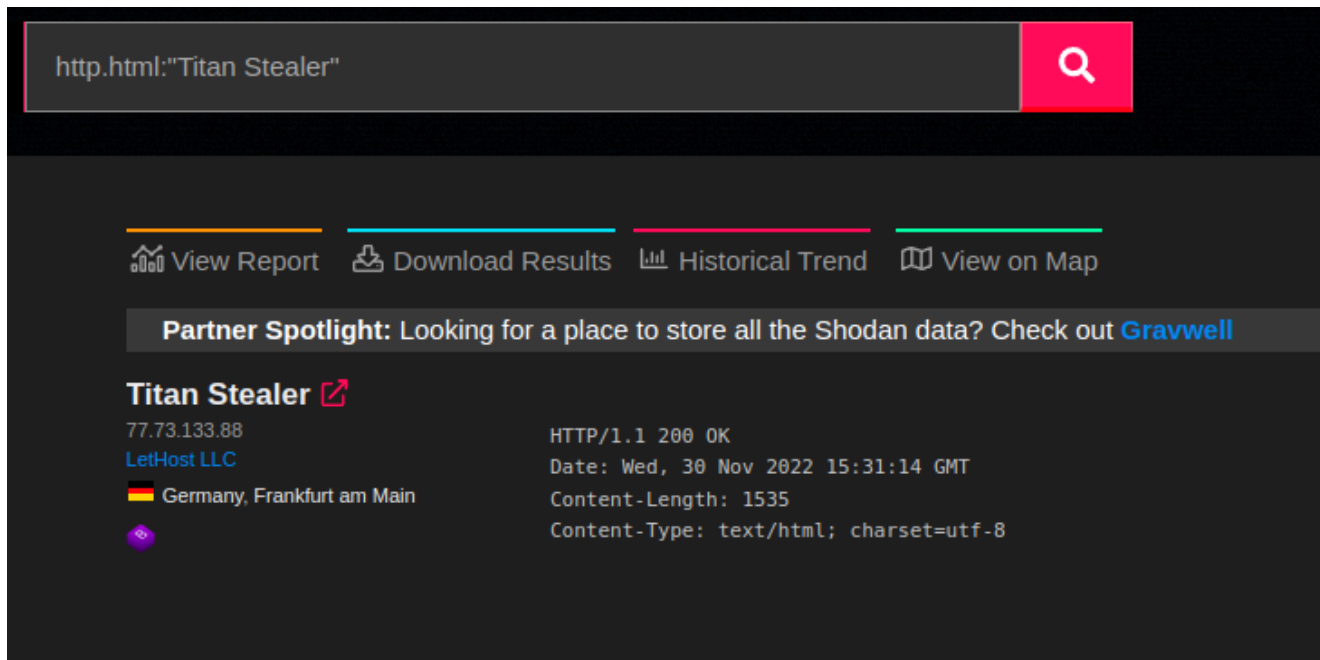 http.html:"Titan Stealer"
View Report Download Results Historical Trend View on Map
Partner Spotlight: Looking for a place to store all the Shodan data? Check out Gravwell
Titan Stealer
77.73.133.88
LetHost LLC
Germany, Frankfurt am Main
HTTP/1.1 200 OK
Date: Wed, 30 Nov 2022 15:31:14 GMT
Content-Length: 1535
Content-Type: text/html; charset=utf-8